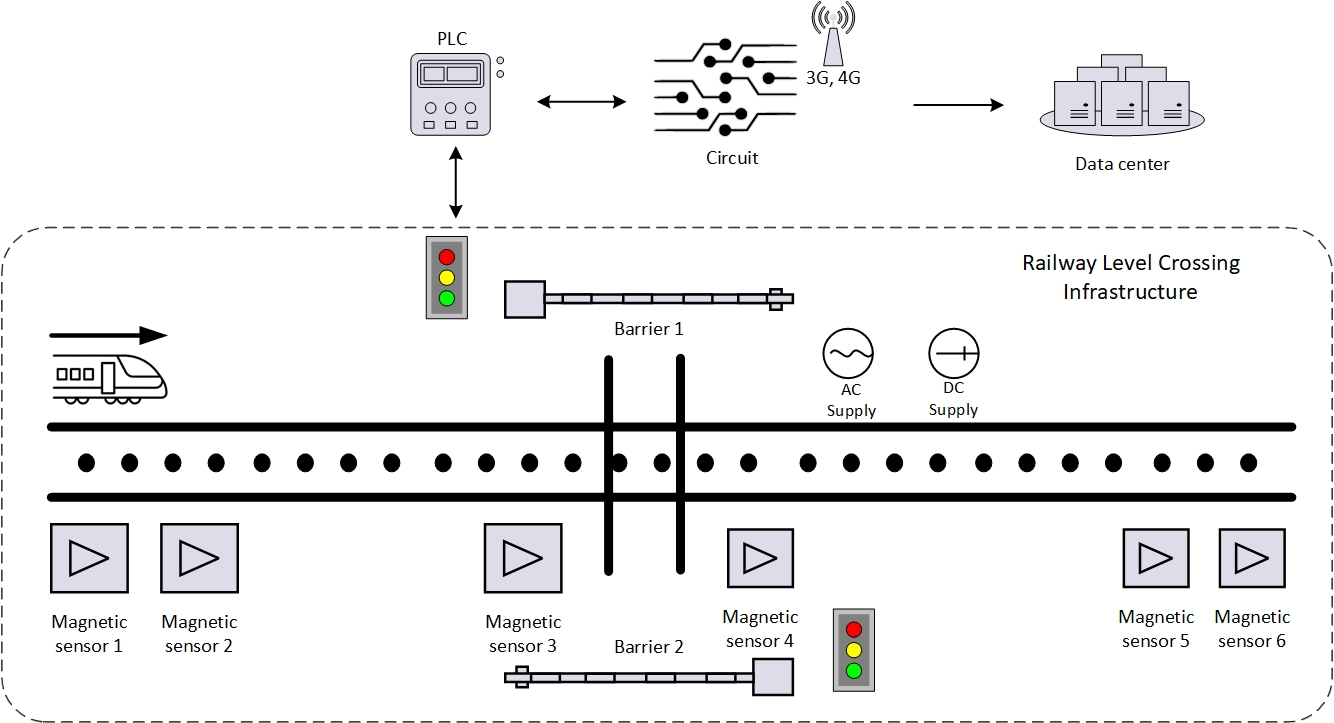 PLC
3G, 4G
Circuit
Data center
Railway Level Crossing
Infrastructure
Barrier 1
AC
Supply
DC
Supply
Magnetic
sensor 1
Magnetic
sensor 2
Magnetic
sensor 3
Barrier 2
Magnetic
sensor 4
Magnetic
sensor 5
Magnetic
sensor 6